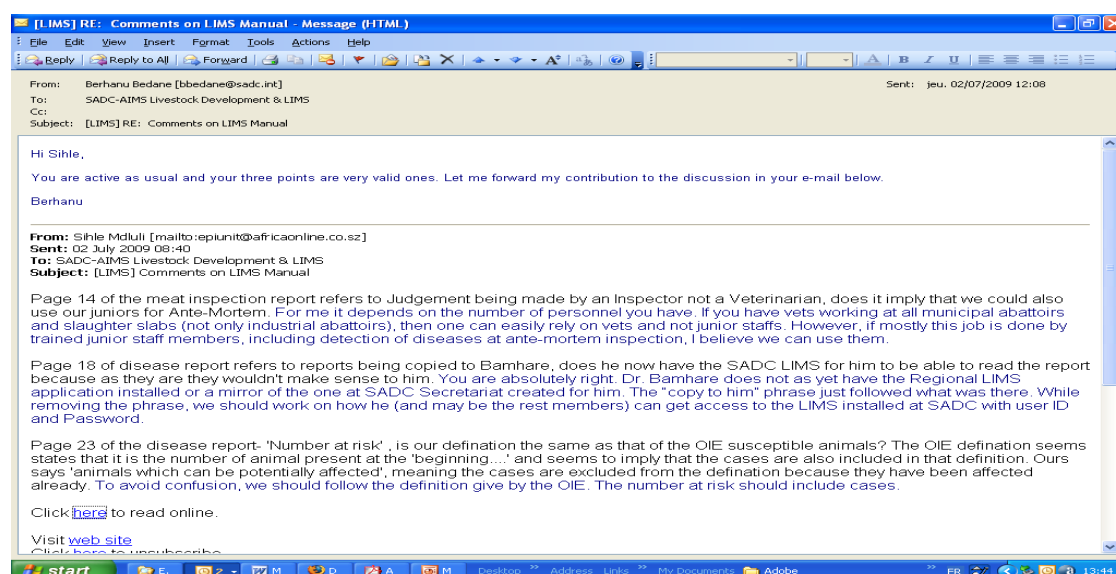 [LIMS] RE: Comments on LIMS Manual - Message (HTML)
File Edit View Insert Format Tools Actions Help
Reply Reply to All Forward
From: Berhanu Bedane [bbedane@sadc.int] Sent: jeu. 02/07/2009 12:08
To: SADC-AIMS Livestock Development & LIMS
Cc:
Subject: [LIMS] RE: Comments on LIMS Manual
Hi Sihle,
You are active as usual and your three points are very valid ones. Let me forward my contribution to the discussion in your e-mail below.
Berhanu
From: Sihle Mdluli [mailto:epiunit@africaonline.co.sz]
Sent: 02 July 2009 08:40
To: SADC-AIMS Livestock Development & LIMS
Subject: [LIMS] Comments on LIMS Manual
Page 14 of the meat inspection report refers to Judgement being made by an Inspector not a Veterinarian, does it imply that we could also
use our juniors for Ante-Mortem. For me it depends on the number of personnel you have. If you have vets working at all municipal abattoirs
and slaughter slabs (not only industrial abattoirs), then one can easily rely on vets and not junior staffs. However, if mostly this job is done by
trained junior staff members, including detection of diseases at ante-mortem inspection, I believe we can use them.
Page 18 of disease report refers to reports being copied to Bamhare, does he now have the SADC LIMS for him to be able to read the report
because as they are they wouldn't make sense to him. You are absolutely right. Dr. Bamhare does not as yet have the Regional LIMS
application installed or a mirror of the one at SADC Secretariat created for him. The "copy to him" phrase just followed what was there. While
removing the phrase, we should work on how he (and may be the rest members) can get access to the LIMS installed at SADC with user ID
and Password.
Page 23 of the disease report- 'Number at risk' , is our defination the same as that of the OIE susceptible animals? The OIE defination seems
states that it is the number of animal present at the 'beginning....' and seems to imply that the cases are also included in that definition. Ours
says 'animals which can be potentially affected', meaning the cases are excluded from the defination because they have been affected
already. To avoid confusion, we should follow the definition give by the OIE. The number at risk should include cases.
Click here to read online.
Visit web site
Click here to unsubscribe
start E. 2 M D A M Desktop Address Links My Documents Adobe FR 13:44